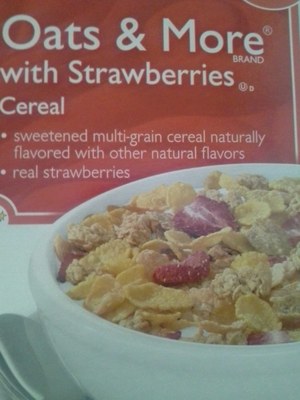 Oats & More®
BRAND
with Strawberries Ⓤ D
Cereal
• sweetened multi-grain cereal naturally
flavored with other natural flavors
• real strawberries